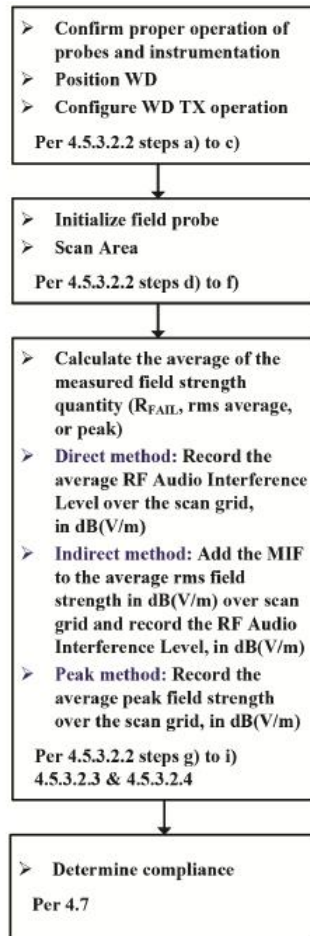 ➢ Confirm proper operation of
probes and instrumentation
➢ Position WD
➢ Configure WD TX operation
Per 4.5.3.2.2 steps a) to c)
➢ Initialize field probe
➢ Scan Area
Per 4.5.3.2.2 steps d) to f)
➢ Calculate the average of the
measured field strength
quantity (RFAIL, rms average,
or peak)
➢ Direct method: Record the
average RF Audio Interference
Level over the scan grid,
in dB(V/m)
➢ Indirect method: Add the MIF
to the average rms field
strength in dB(V/m) over scan
grid and record the RF Audio
Interference Level, in dB(V/m)
➢ Peak method: Record the
average peak field strength
over the scan grid, in dB(V/m)
Per 4.5.3.2.2 steps g) to i)
4.5.3.2.3 & 4.5.3.2.4
➢ Determine compliance
Per 4.7